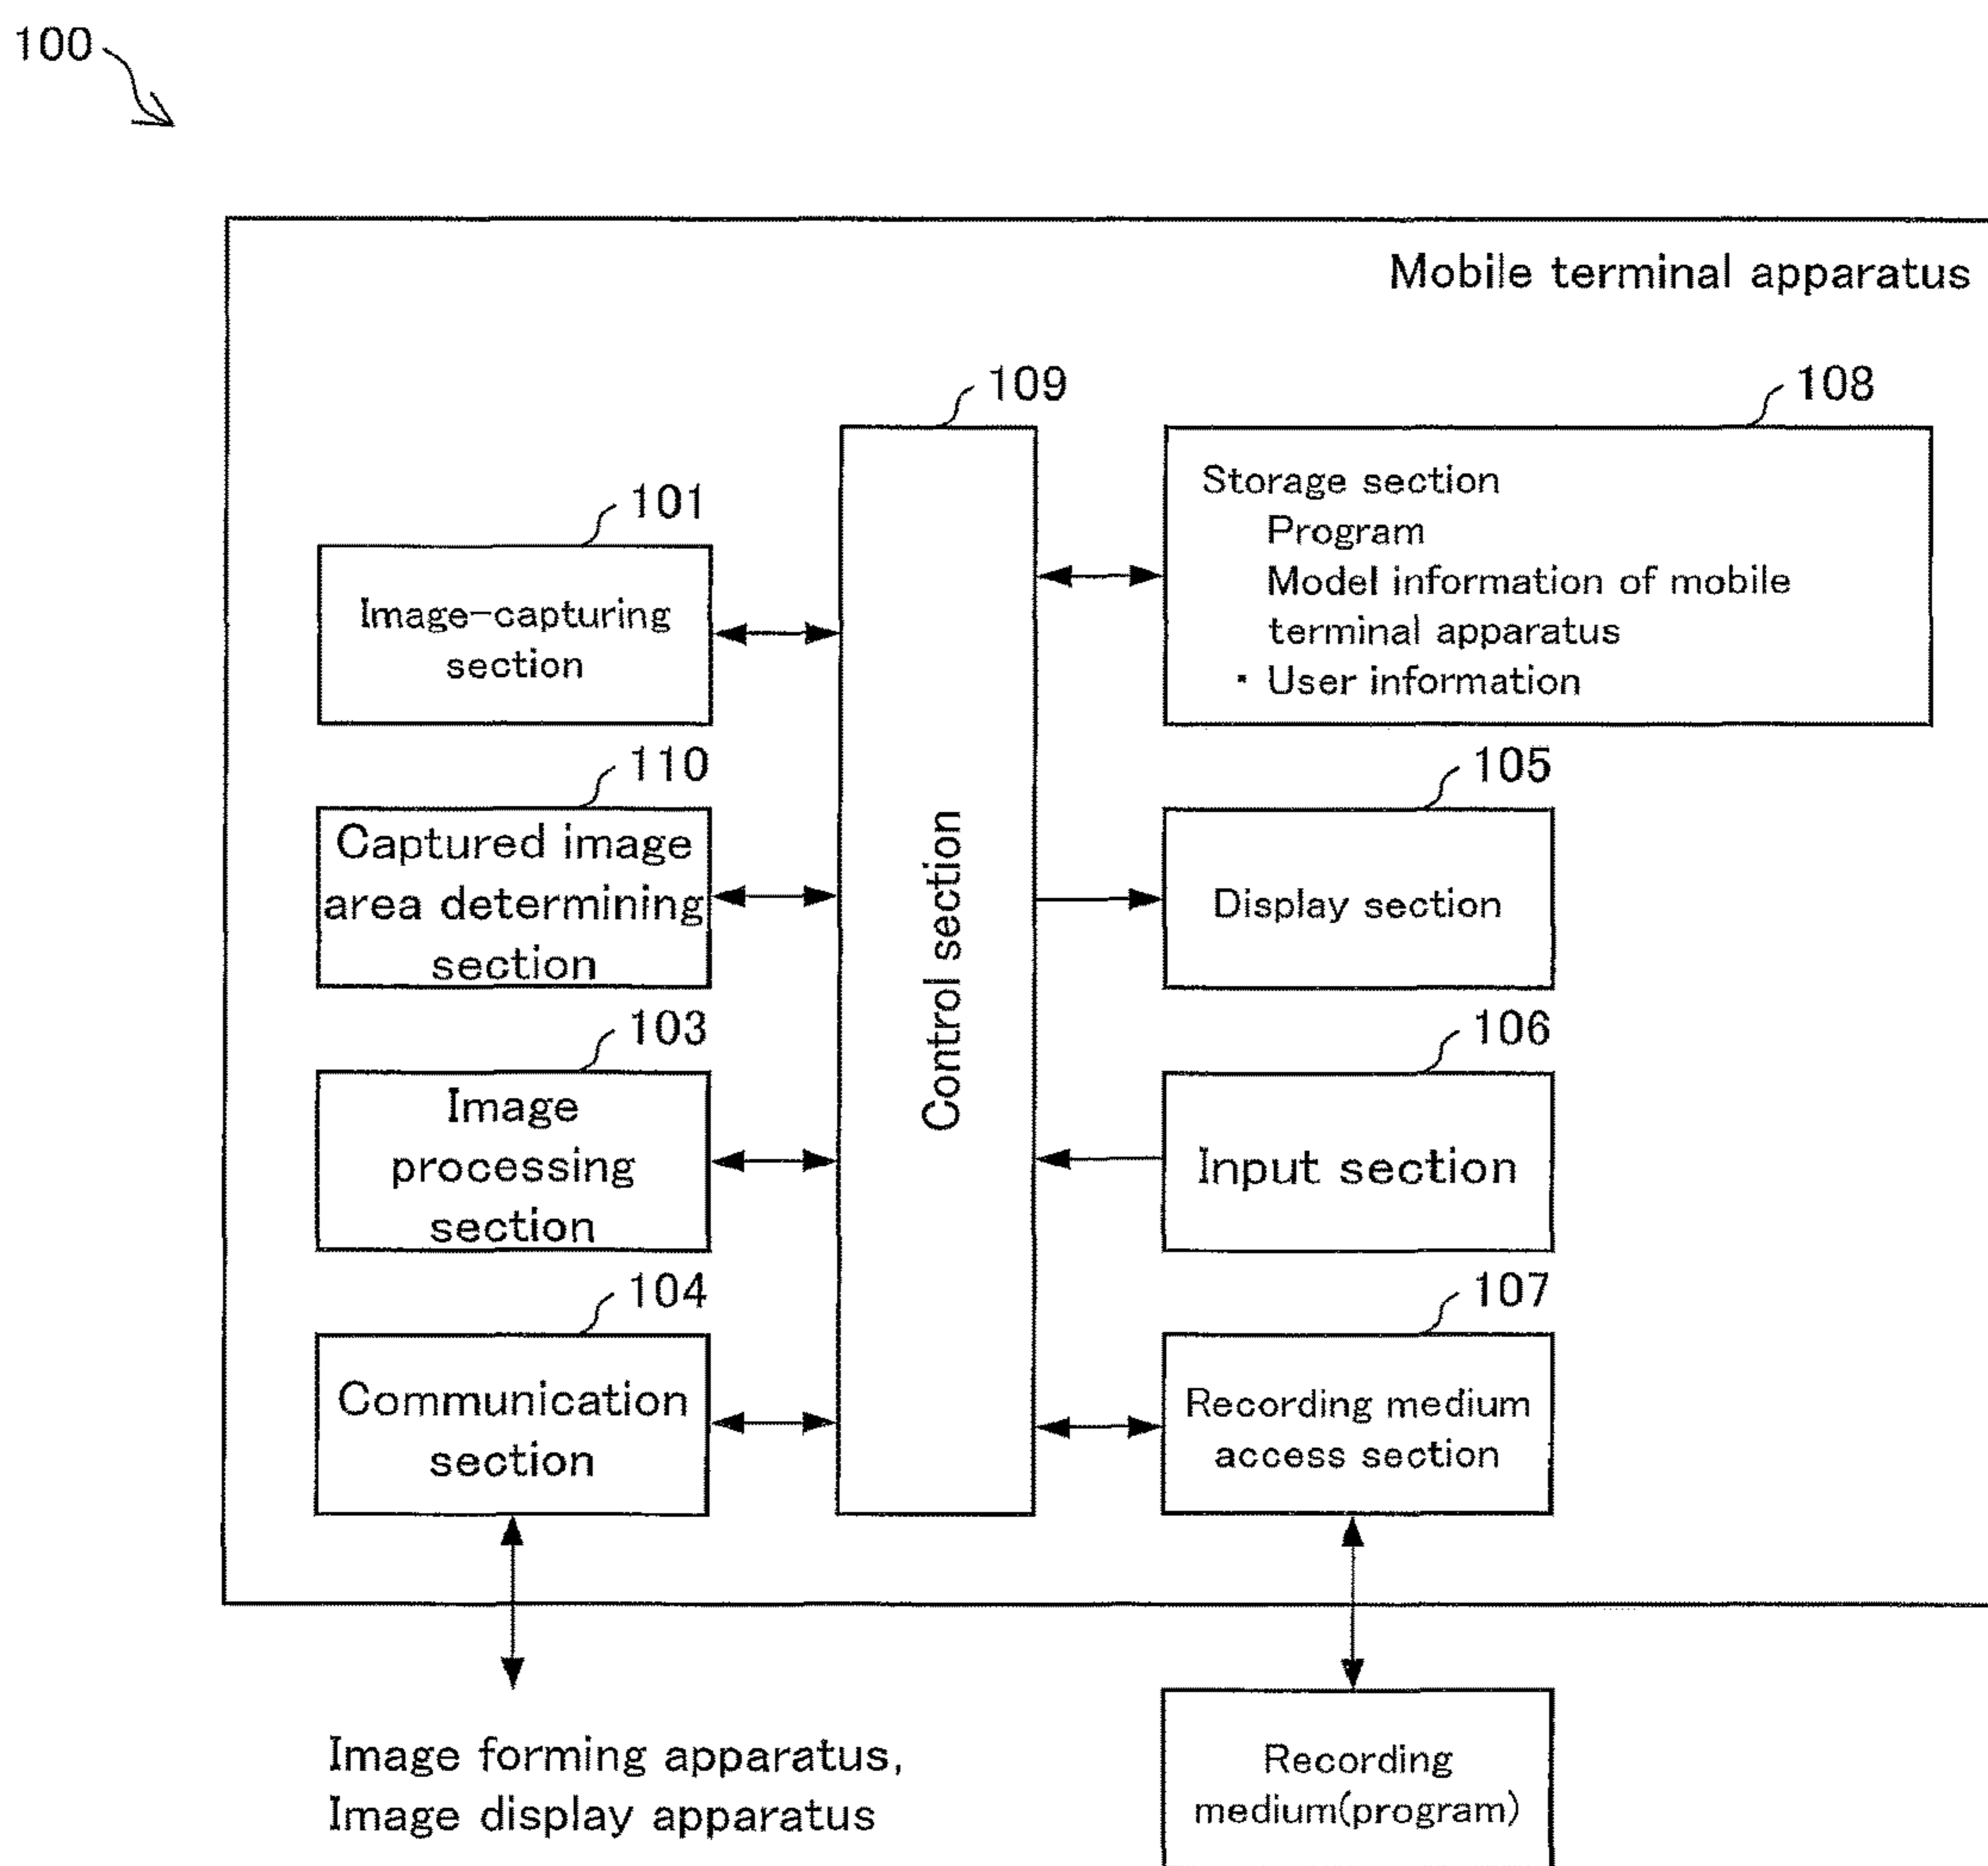 100
Mobile terminal apparatus
109
108
Storage section
Program
Model information of mobile
terminal apparatus
・ User information
101
Image-capturing
section
110
Captured image
area determining
section
105
Display section
Control section
103
Image
processing
section
106
Input section
104
Communication
section
107
Recording medium
access section
Image forming apparatus,
Image display apparatus
Recording
medium(program)